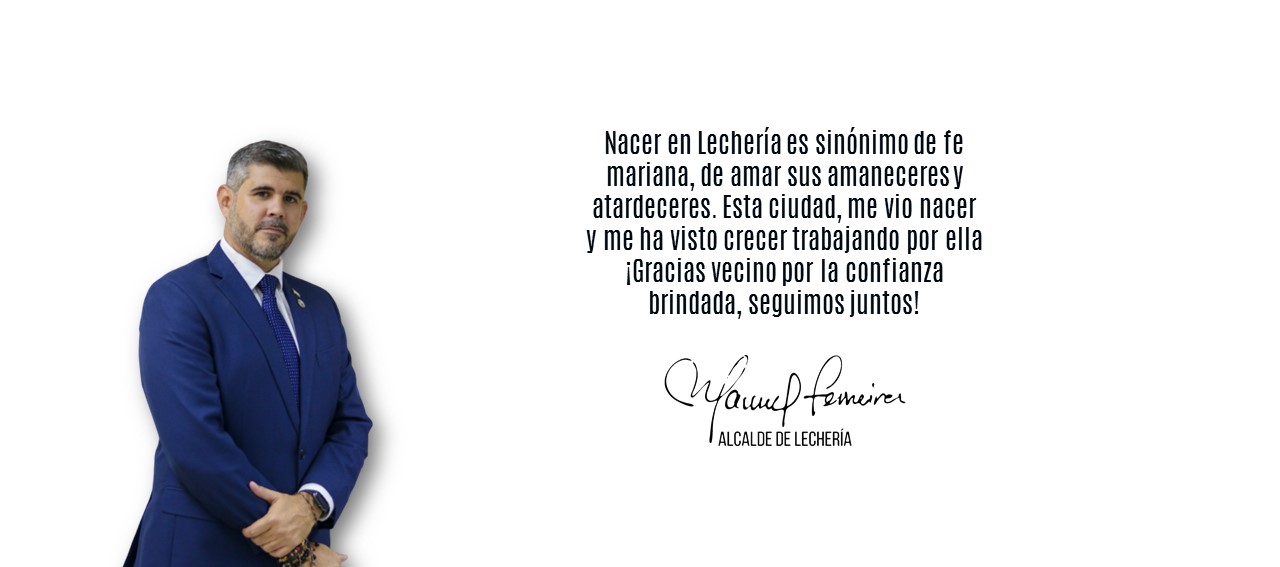 Nacer en Lechería es sinónimo de fe
mariana, de amar sus amaneceres y
atardeceres. Esta ciudad, me vio nacer
y me ha visto crecer trabajando por ella
¡Gracias vecino por la confianza
brindada, seguimos juntos!
Manuel Ferreira
ALCALDE DE LECHERÍA